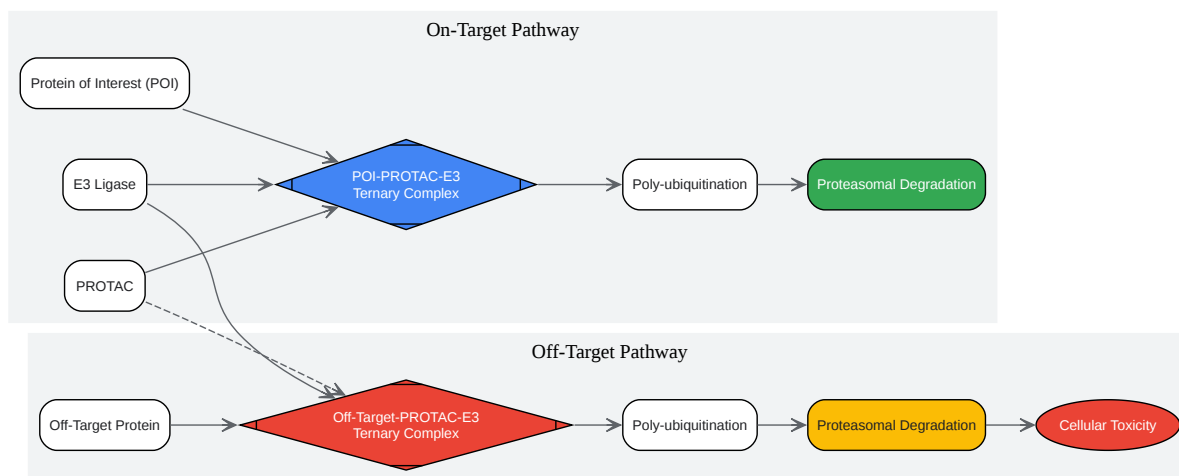 On-Target Pathway
Protein of Interest (POI)
E3 Ligase
PROTAC
POI-PROTAC-E3
Ternary Complex
Poly-ubiquitination
Proteasomal Degradation
Off-Target Pathway
Off-Target Protein
Off-Target-PROTAC-E3
Ternary Complex
Poly-ubiquitination
Proteasomal Degradation
Cellular Toxicity